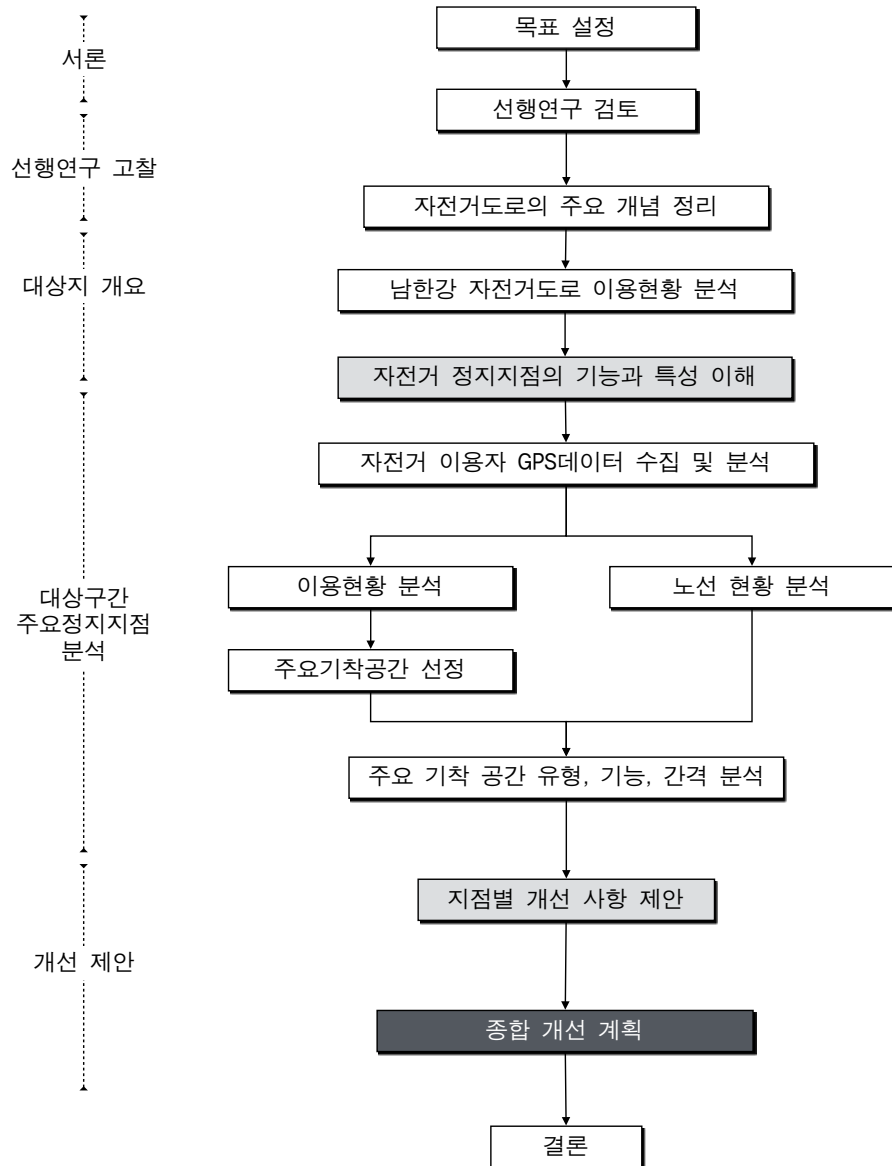 목표 설정
서론
선행연구 검토
선행연구 고찰
자전거도로의 주요 개념 정리
대상지 개요
남한강 자전거도로 이용현황 분석
자전거 정지지점의 기능과 특성 이해
자전거 이용자 GPS데이터 수집 및 분석
이용현황 분석
노선 현황 분석
대상구간
주요정지지점
분석
주요기착공간 선정
주요 기착 공간 유형, 기능, 간격 분석
지점별 개선 사항 제안
개선 제안
종합 개선 계획
결론